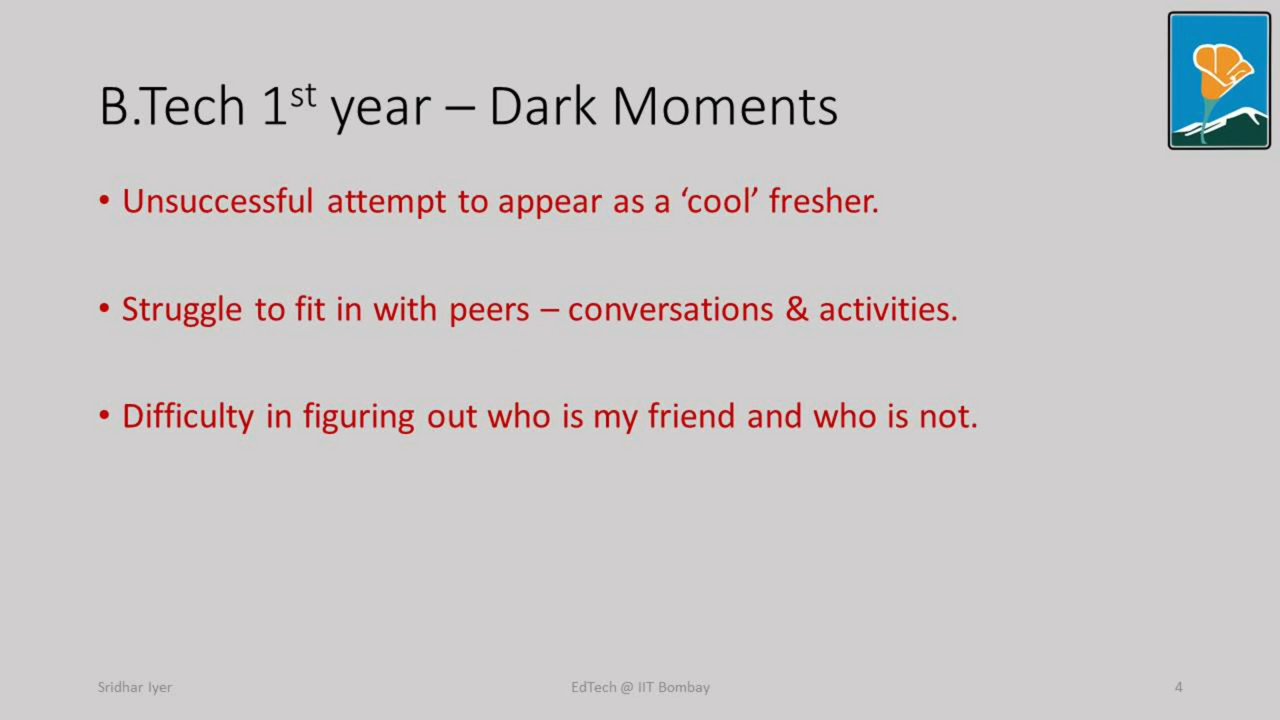 B.Tech 1st year – Dark Moments
• Unsuccessful attempt to appear as a ‘cool’ fresher.
• Struggle to fit in with peers – conversations & activities.
• Difficulty in figuring out who is my friend and who is not.
Sridhar Iyer
EdTech @ IIT Bombay
4